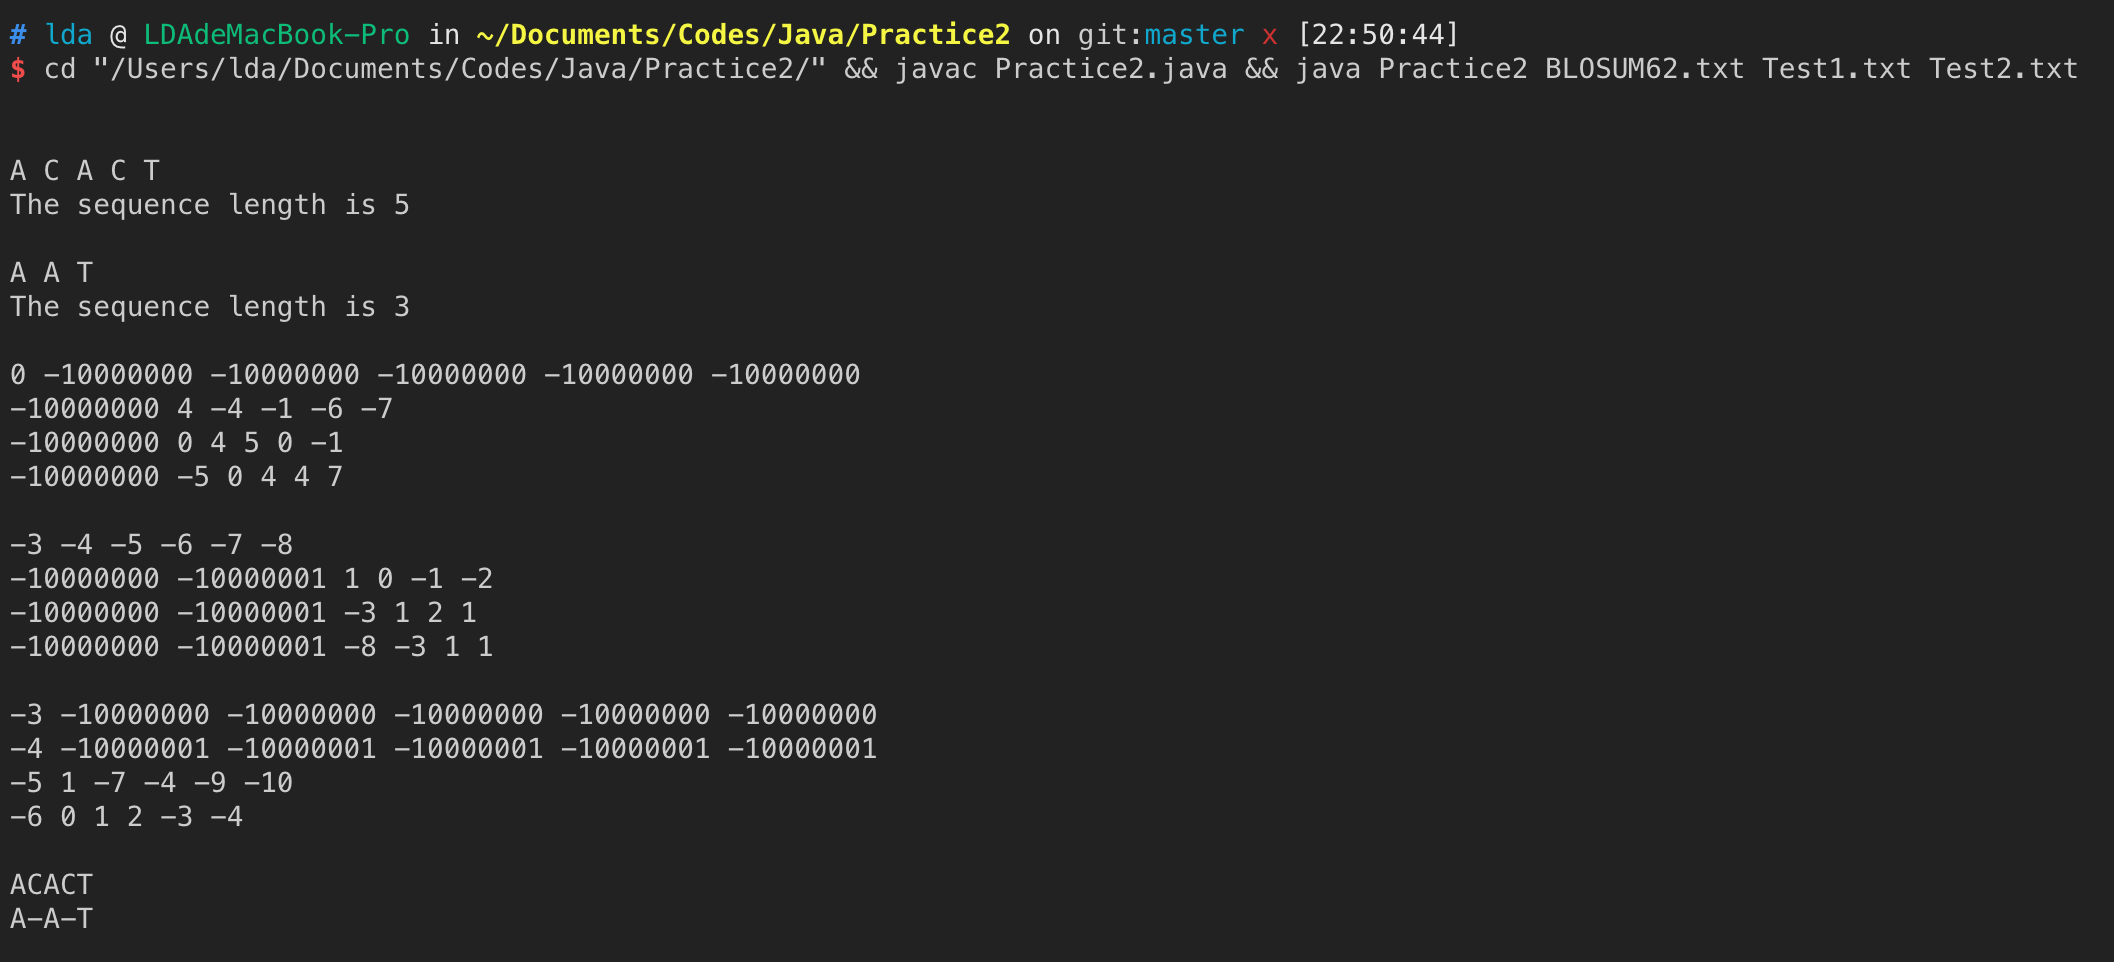 # lda @ LDAdeMacBook-Pro in ~/Documents/Codes/Java/Practice2 on git:master x [22:50:44]
$ cd "/Users/lda/Documents/Codes/Java/Practice2/" && javac Practice2.java && java Practice2 BLOSUM62.txt Test1.txt Test2.txt
A C A C T
The sequence length is 5
A A T
The sequence length is 3
0 -10000000 -10000000 -10000000 -10000000 -10000000
-10000000 4 -4 -1 -6 -7
-10000000 0 4 5 0 -1
-10000000 -5 0 4 4 7
-3 -4 -5 -6 -7 -8
-10000000 -10000001 1 0 -1 -2
-10000000 -10000001 -3 1 2 1
-10000000 -10000001 -8 -3 1 1
-3 -10000000 -10000000 -10000000 -10000000 -10000000
-4 -10000001 -10000001 -10000001 -10000001 -10000001
-5 1 -7 -4 -9 -10
-6 0 1 2 -3 -4
ACACT
A-A-T